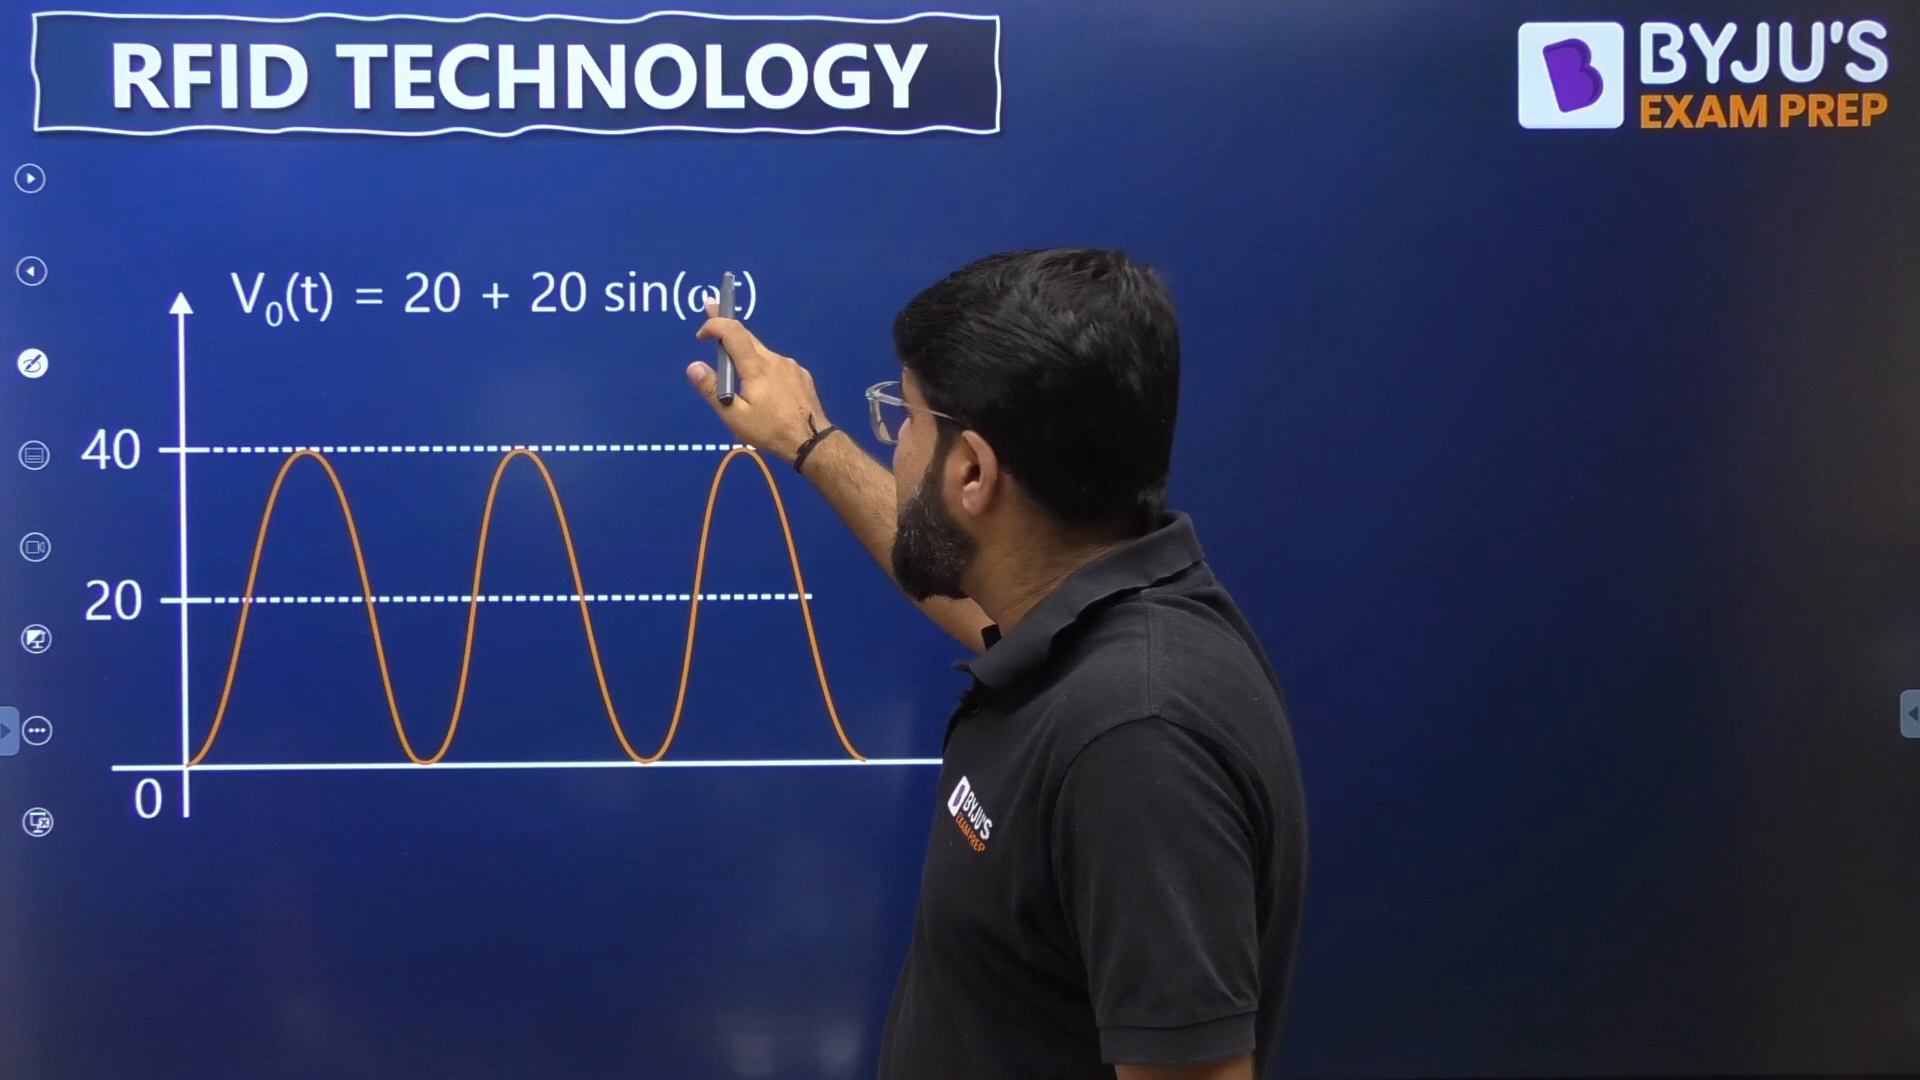 RFID TECHNOLOGY
BYJU'S
EXAM PREP
V₀(t) = 20 + 20 sin(ωt)
40
20
0
BYJU'S
EXAM PREP